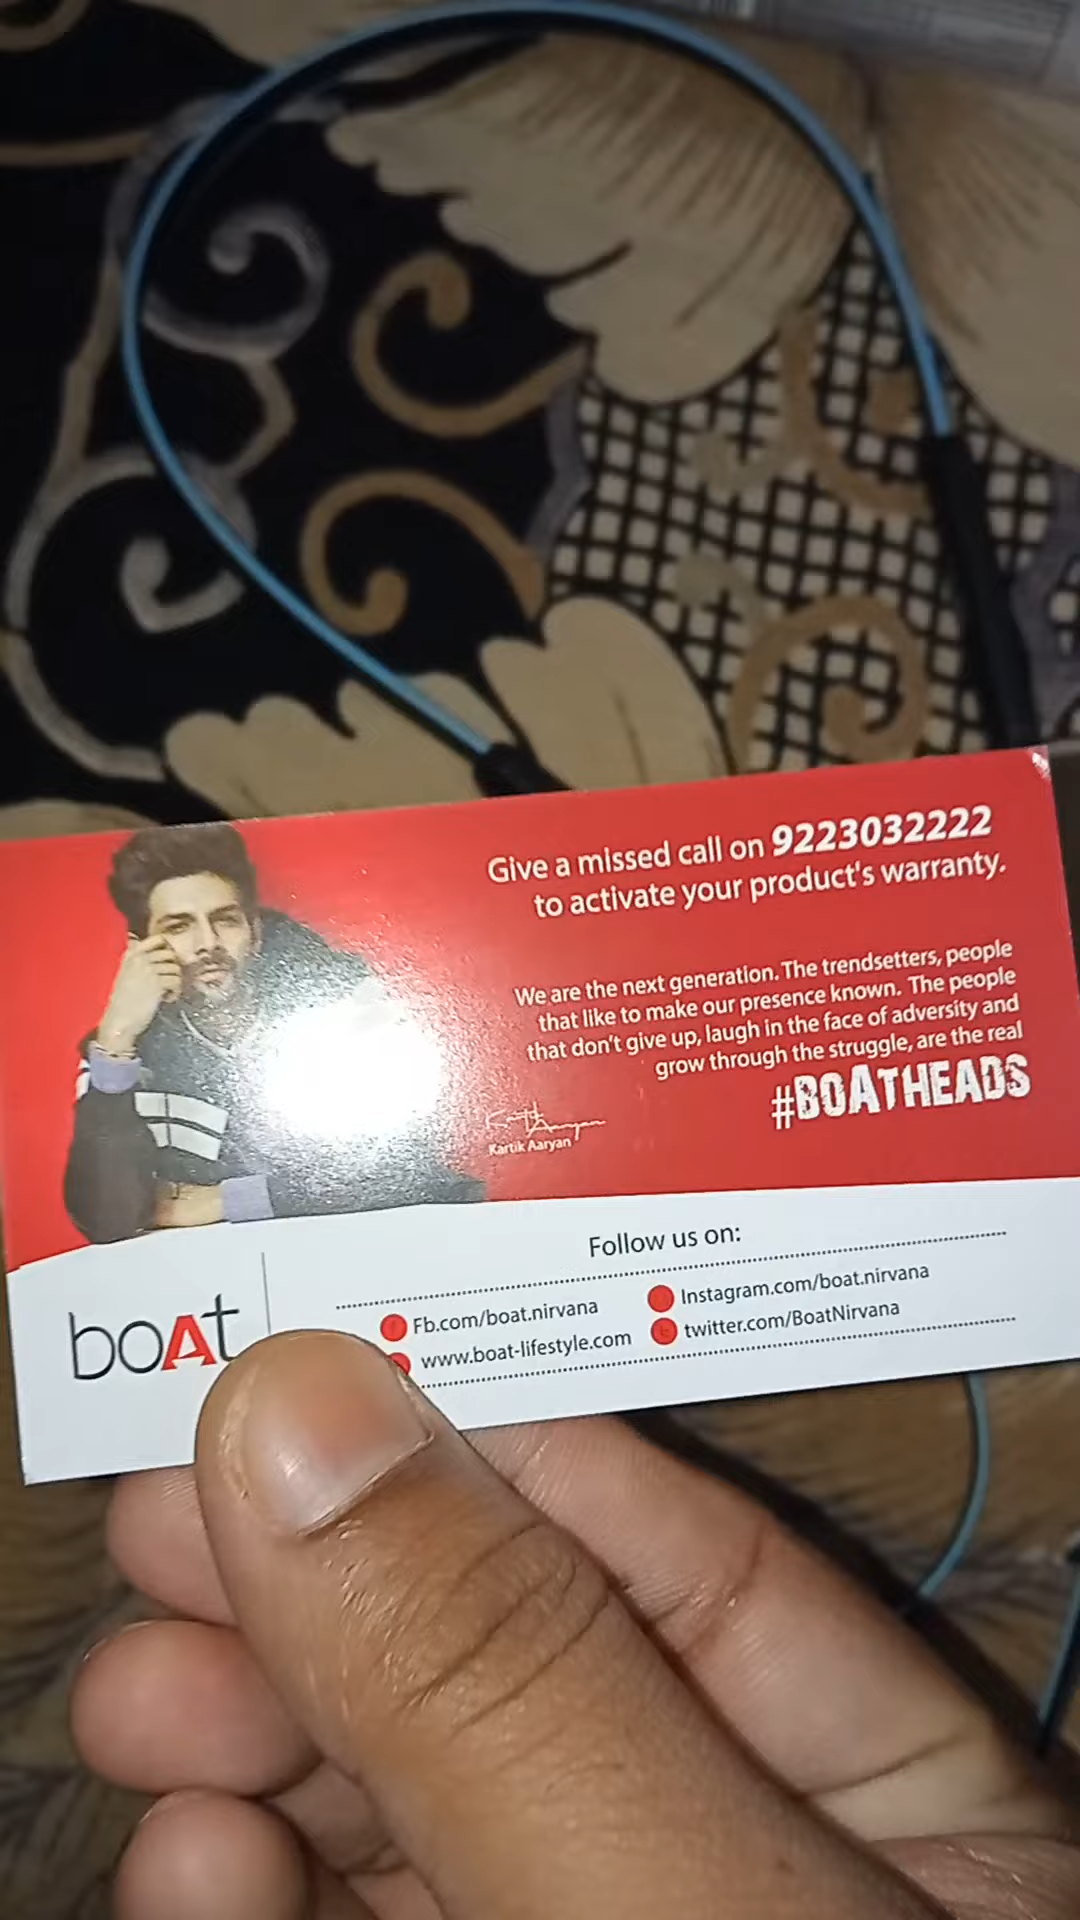 Give a missed call on 9223032222
to activate your product's warranty.
We are the next generation. The trendsetters, people
that like to make our presence known. The people
that don't give up, laugh in the face of adversity and
grow through the struggle, are the real
#BOATHEADS
Kartik Aaryan
Kartik Aaryan
boAt
Follow us on:
Fb.com/boat.nirvana
Instagram.com/boat.nirvana
www.boat-lifestyle.com
twitter.com/BoatNirvana